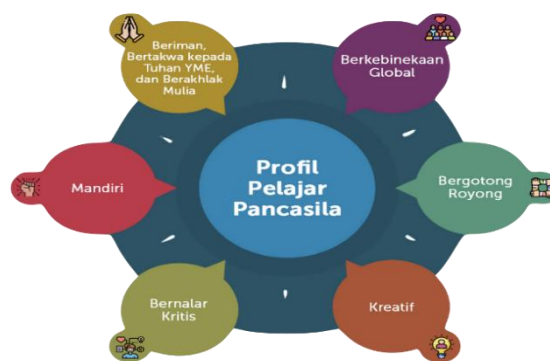 Beriman,
Bertakwa kepada
Tuhan YME,
dan Berakhlak
Mulia
Berkebinekaan
Global
Mandiri
Profil
Pelajar
Pancasila
Bergotong
Royong
Bernalar
Kritis
Kreatif